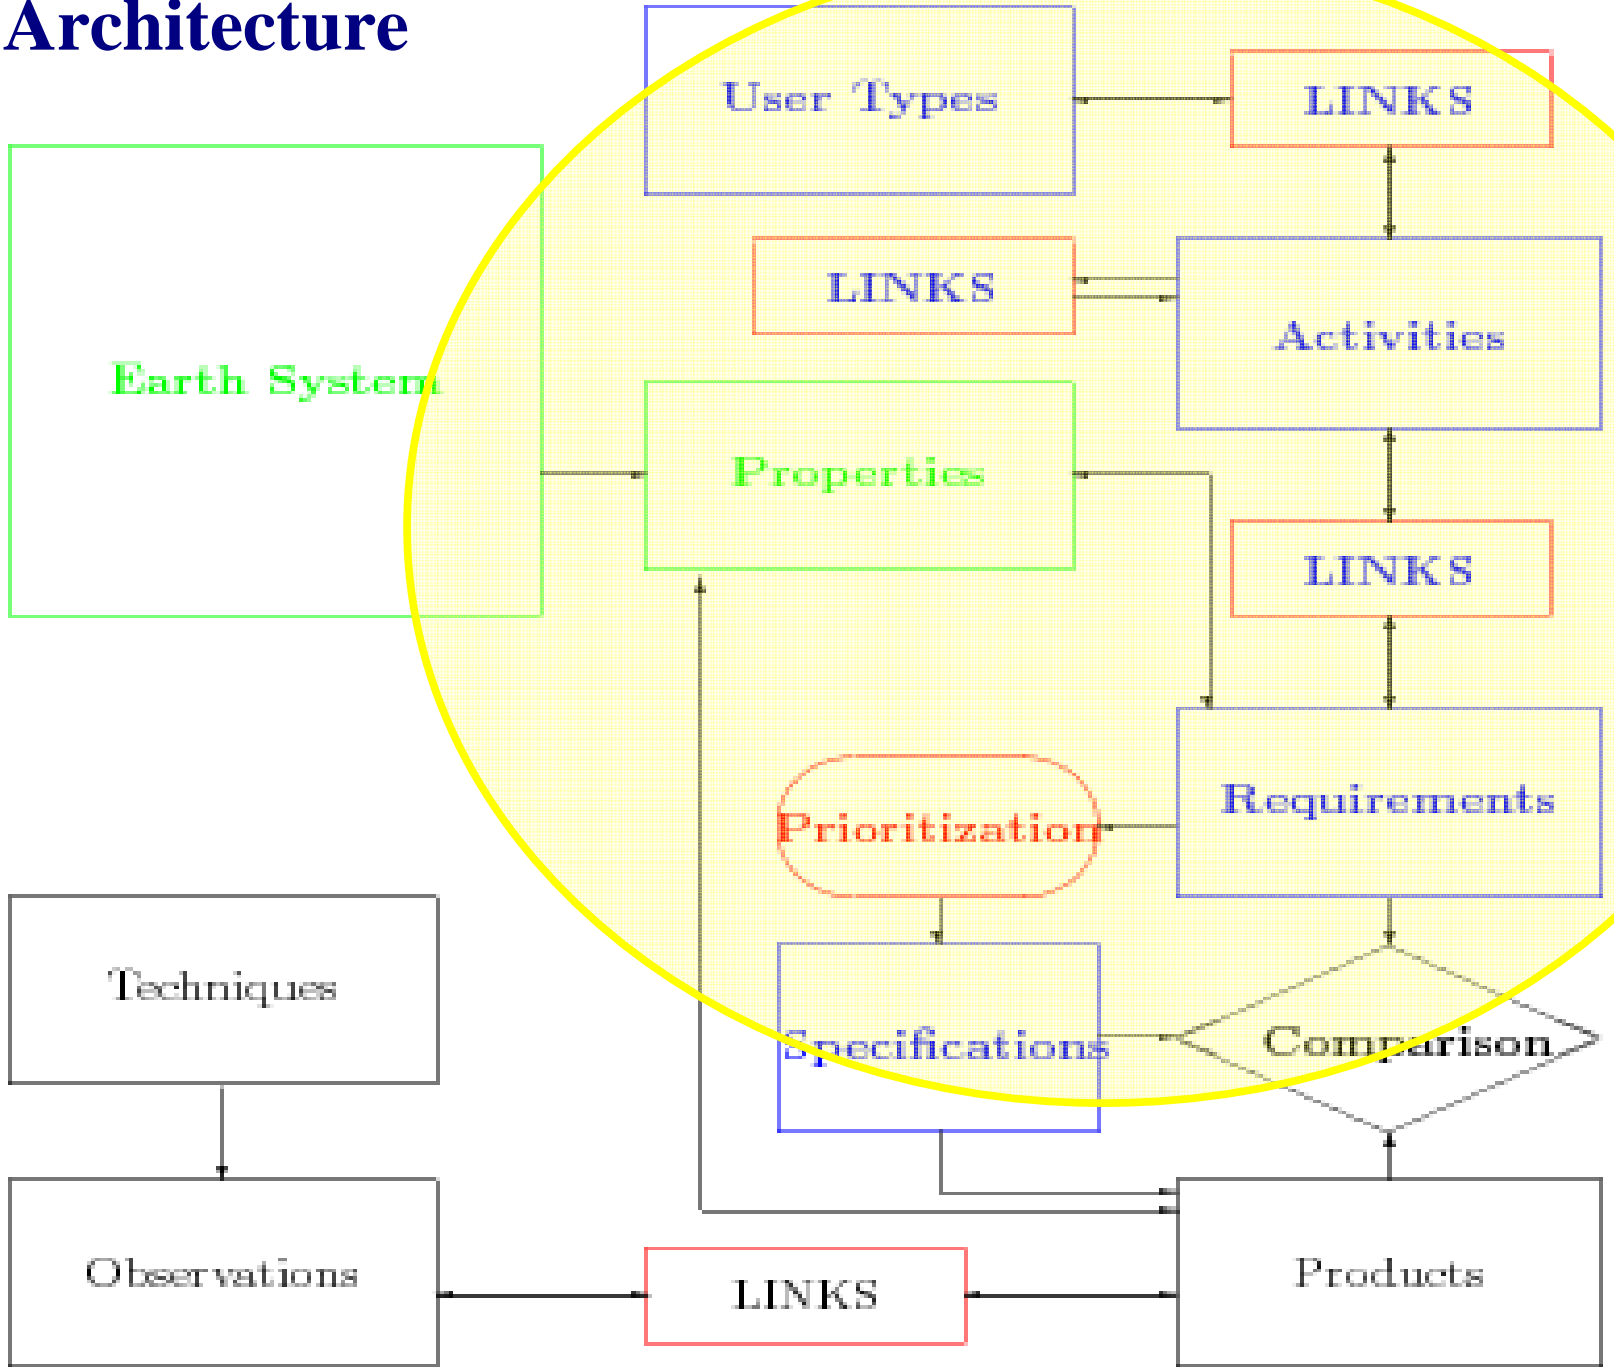 Architecture
User Types
LINKS
LINKS
Activities
Earth System
Properties
LINKS
Requirements
Prioritization
Techniques
Specifications
Comparison
Observations
LINKS
Products